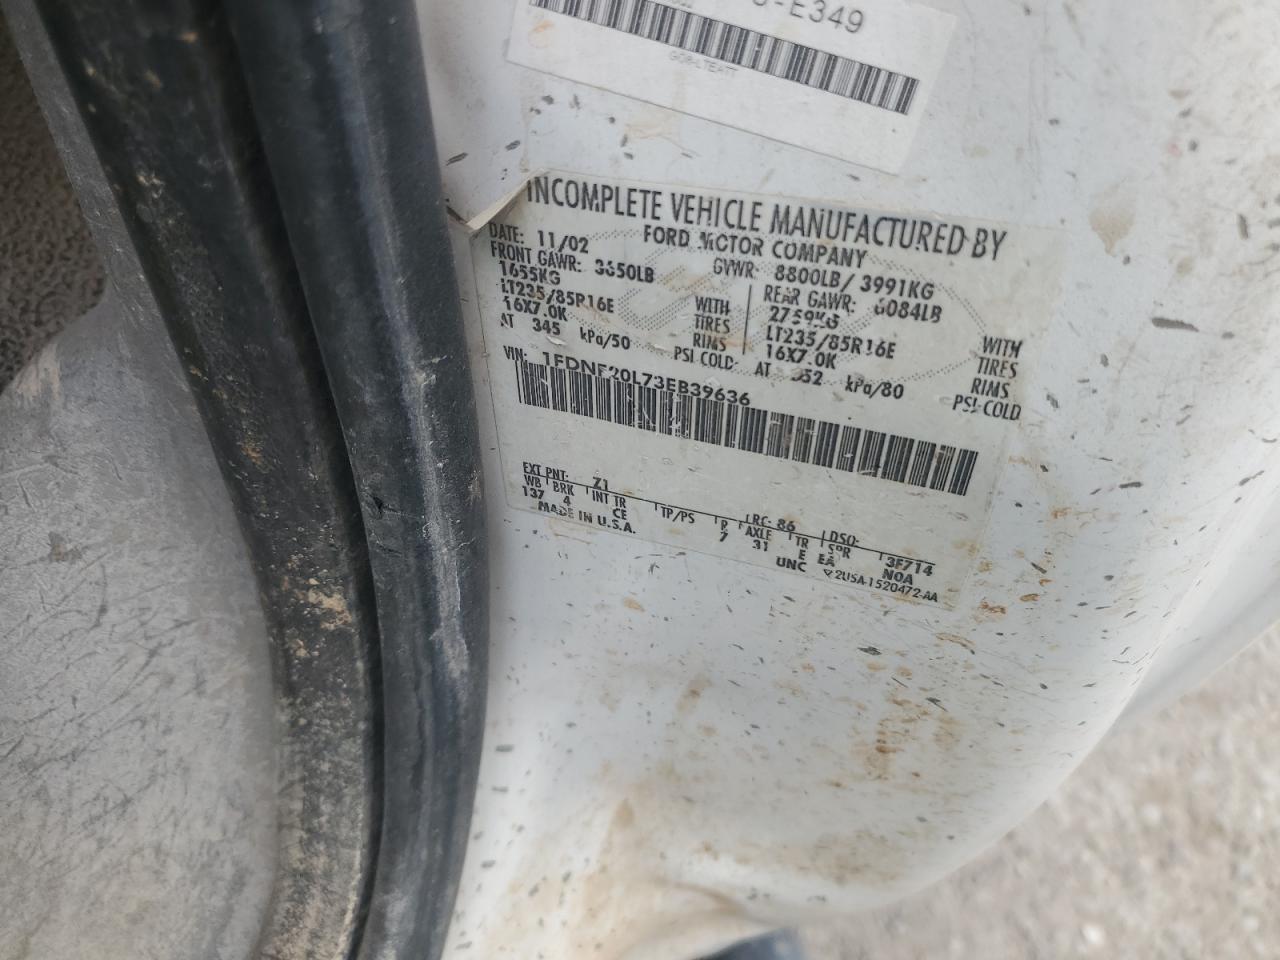 -E349
G08-LTEATT
INCOMPLETE VEHICLE MANUFACTURED BY
FORD MOTOR COMPANY
DATE: 11/02 GVWR: 8800LB/ 3991KG
FRONT GAWR: 3650LB REAR GAWR: 6084LB
1655KG 2759KG
LT235/85R16E WITH TIRES LT235/85R16E WITH TIRES
16X7.0K RIMS 16X7.0K RIMS
AT 345 kPa/50 PSI COLD AT 552 kPa/80 PSI-COLD
VIN: 1FDNF20L73EB39636
EXT PNT: Z1 RC: 86 DSO: 3F714
WB BRK INT TR TP/PS R AXLE TR SPR
137 4 CE 7 31 E EA NOA
MADE IN U.S.A. UNC 2USA-1520472-AA